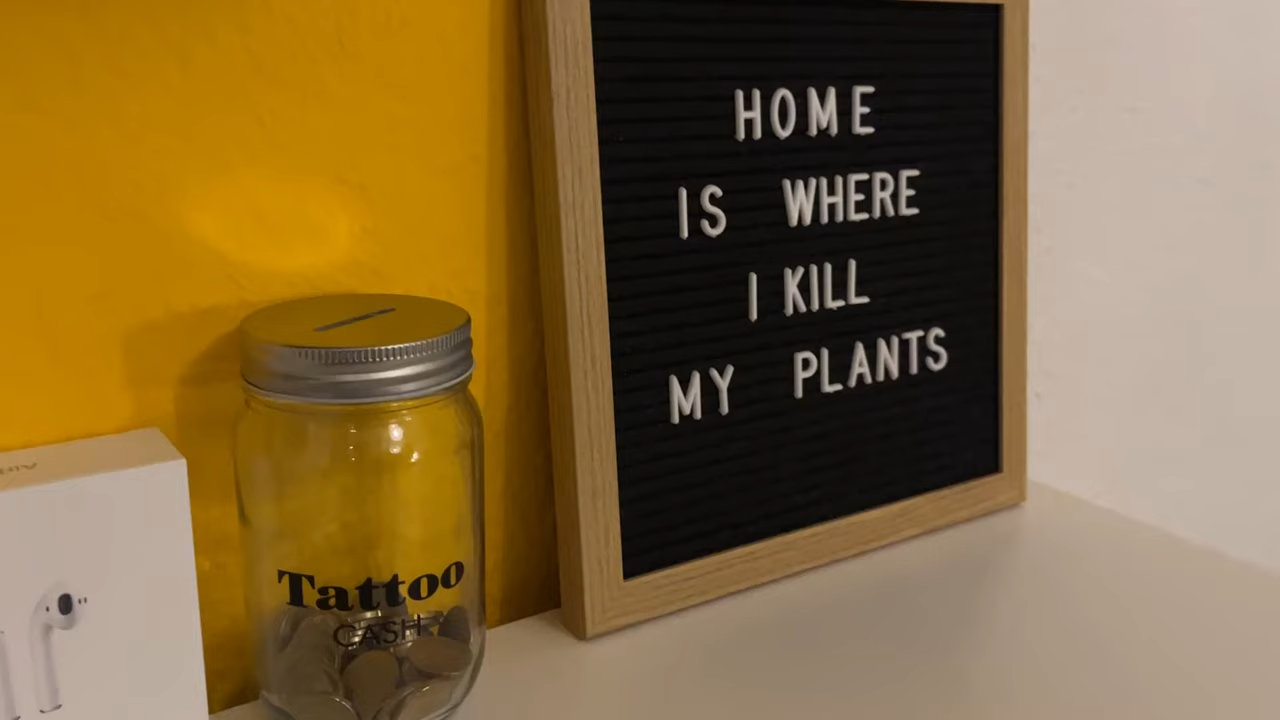 HOME
IS WHERE
I KILL
MY PLANTS
Tattoo
CASH